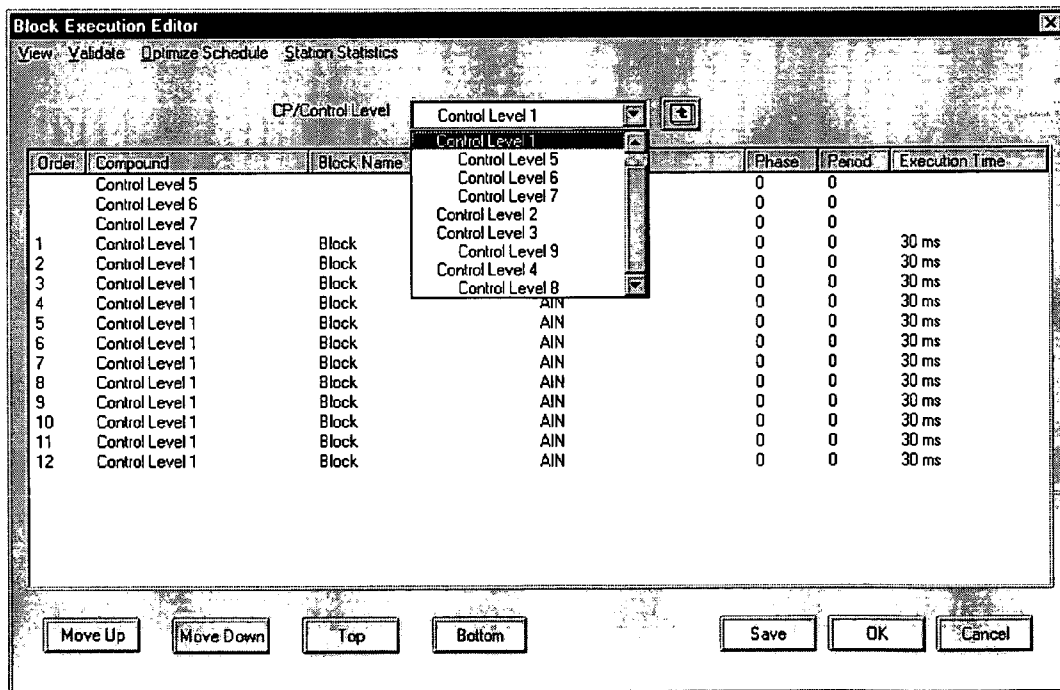 Block Execution Editor
View Validate Optimize Schedule Station Statistics
CP/Control Level Control Level 1
Control Level 1
Control Level 5
Control Level 6
Control Level 7
Control Level 2
Control Level 3
Control Level 9
Control Level 4
Control Level 8
Order Compound Block Name Phase Period Execution Time
Control Level 5 0 0
Control Level 6 0 0
Control Level 7 0 0
1 Control Level 1 Block 0 0 30 ms
2 Control Level 1 Block 0 0 30 ms
3 Control Level 1 Block 0 0 30 ms
4 Control Level 1 Block AIN 0 0 30 ms
5 Control Level 1 Block AIN 0 0 30 ms
6 Control Level 1 Block AIN 0 0 30 ms
7 Control Level 1 Block AIN 0 0 30 ms
8 Control Level 1 Block AIN 0 0 30 ms
9 Control Level 1 Block AIN 0 0 30 ms
10 Control Level 1 Block AIN 0 0 30 ms
11 Control Level 1 Block AIN 0 0 30 ms
12 Control Level 1 Block AIN 0 0 30 ms
Move Up Move Down Top Bottom Save OK Cancel